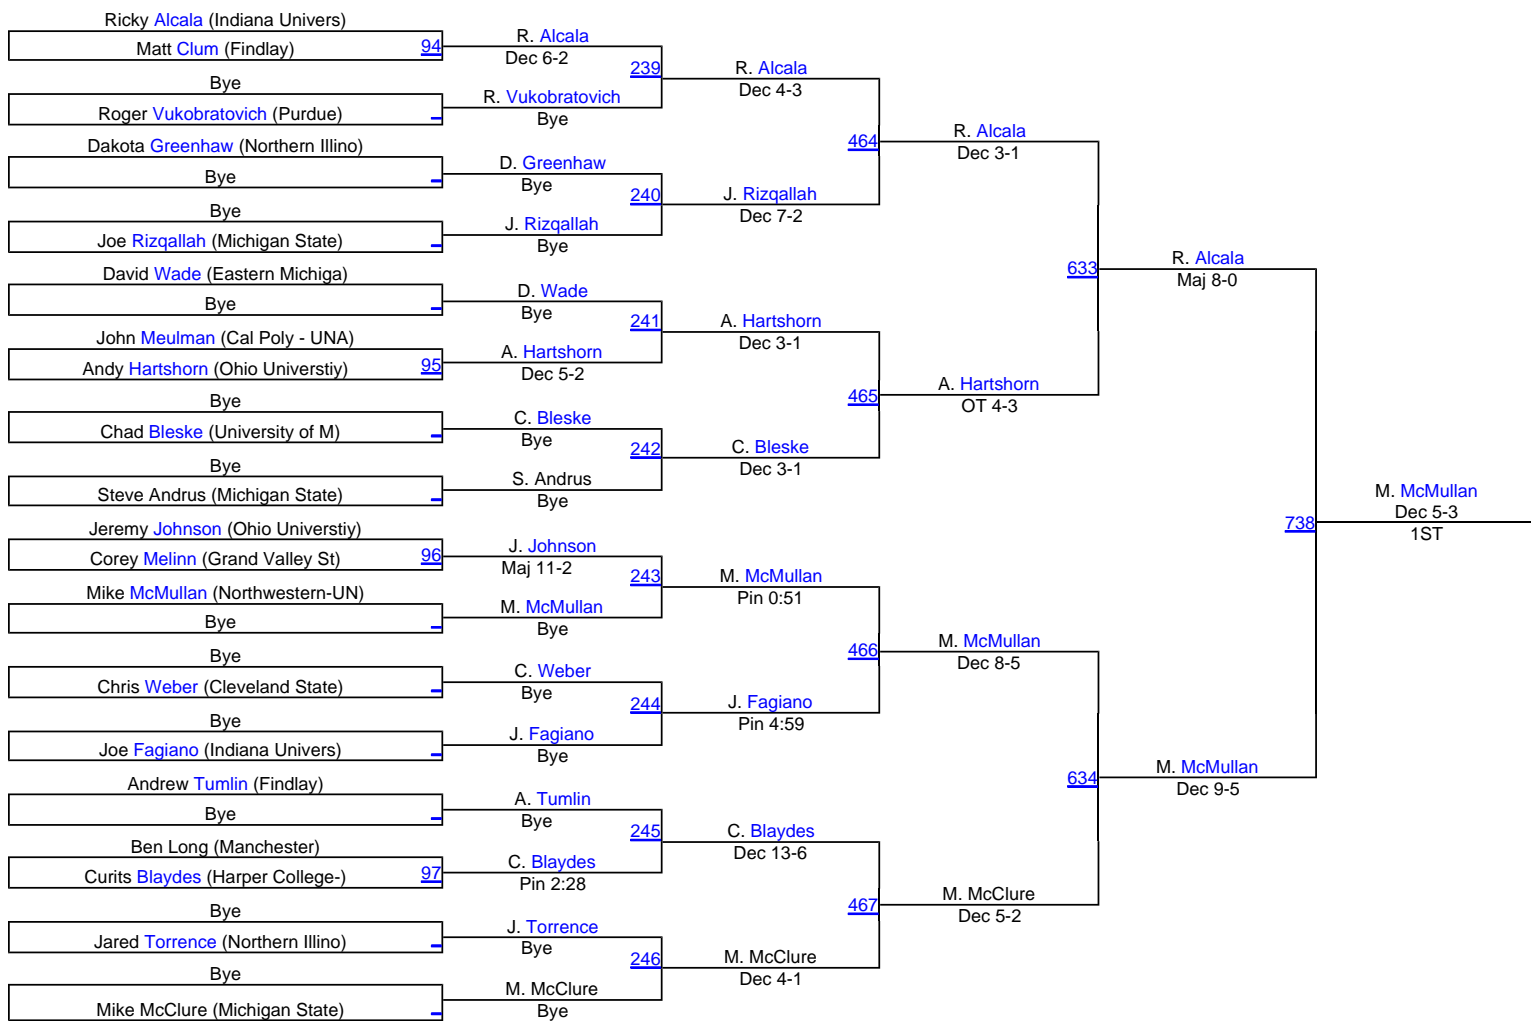 Ricky Alcala (Indiana Univers)
Matt Clum (Findlay) 94
Bye
Roger Vukobratovich (Purdue)
Dakota Greenhaw (Northern Illino)
Bye
Bye
Joe Rizqallah (Michigan State)
David Wade (Eastern Michiga)
Bye
John Meulman (Cal Poly - UNA)
Andy Hartshorn (Ohio Universtiy) 95
Bye
Chad Bleske (University of M)
Bye
Steve Andrus (Michigan State)
Jeremy Johnson (Ohio Universtiy)
Corey Melinn (Grand Valley St) 96
Mike McMullan (Northwestern-UN)
Bye
Bye
Chris Weber (Cleveland State)
Bye
Joe Fagiano (Indiana Univers)
Andrew Tumlin (Findlay)
Bye
Ben Long (Manchester)
Curits Blaydes (Harper College-) 97
Bye
Jared Torrence (Northern Illino)
Bye
Mike McClure (Michigan State)
R. Alcala
Dec 6-2
239
R. Vukobratovich
Bye
D. Greenhaw
Bye
240
J. Rizqallah
Bye
D. Wade
Bye
241
A. Hartshorn
Dec 5-2
C. Bleske
Bye
242
S. Andrus
Bye
J. Johnson
Maj 11-2
243
M. McMullan
Bye
C. Weber
Bye
244
J. Fagiano
Bye
A. Tumlin
Bye
245
C. Blaydes
Pin 2:28
J. Torrence
Bye
246
M. McClure
Bye
R. Alcala
Dec 4-3
464
J. Rizqallah
Dec 7-2
A. Hartshorn
Dec 3-1
465
C. Bleske
Dec 3-1
M. McMullan
Pin 0:51
466
J. Fagiano
Pin 4:59
C. Blaydes
Dec 13-6
467
M. McClure
Dec 4-1
R. Alcala
Dec 3-1
633
A. Hartshorn
OT 4-3
M. McMullan
Dec 8-5
634
M. McClure
Dec 5-2
R. Alcala
Maj 8-0
738
M. McMullan
Dec 9-5
M. McMullan
Dec 5-3
1ST